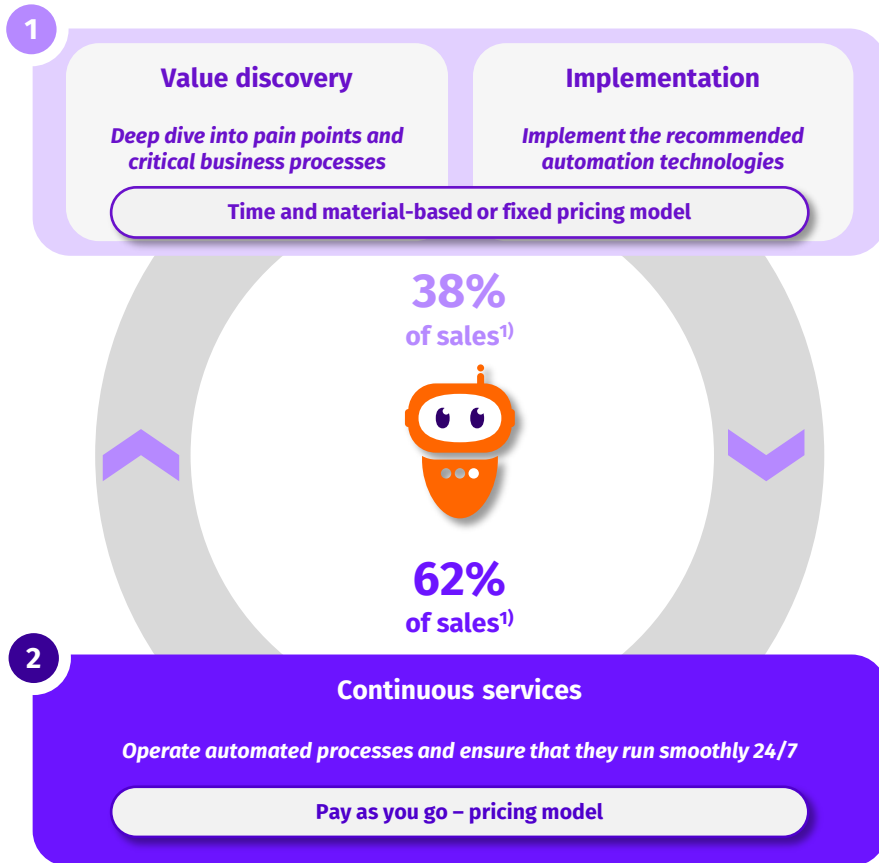 1
Value discovery
Deep dive into pain points and
critical business processes
Implementation
Implement the recommended
automation technologies
Time and material-based or fixed pricing model
38%
of sales¹⁾
62%
of sales¹⁾
2
Continuous services
Operate automated processes and ensure that they run smoothly 24/7
Pay as you go – pricing model